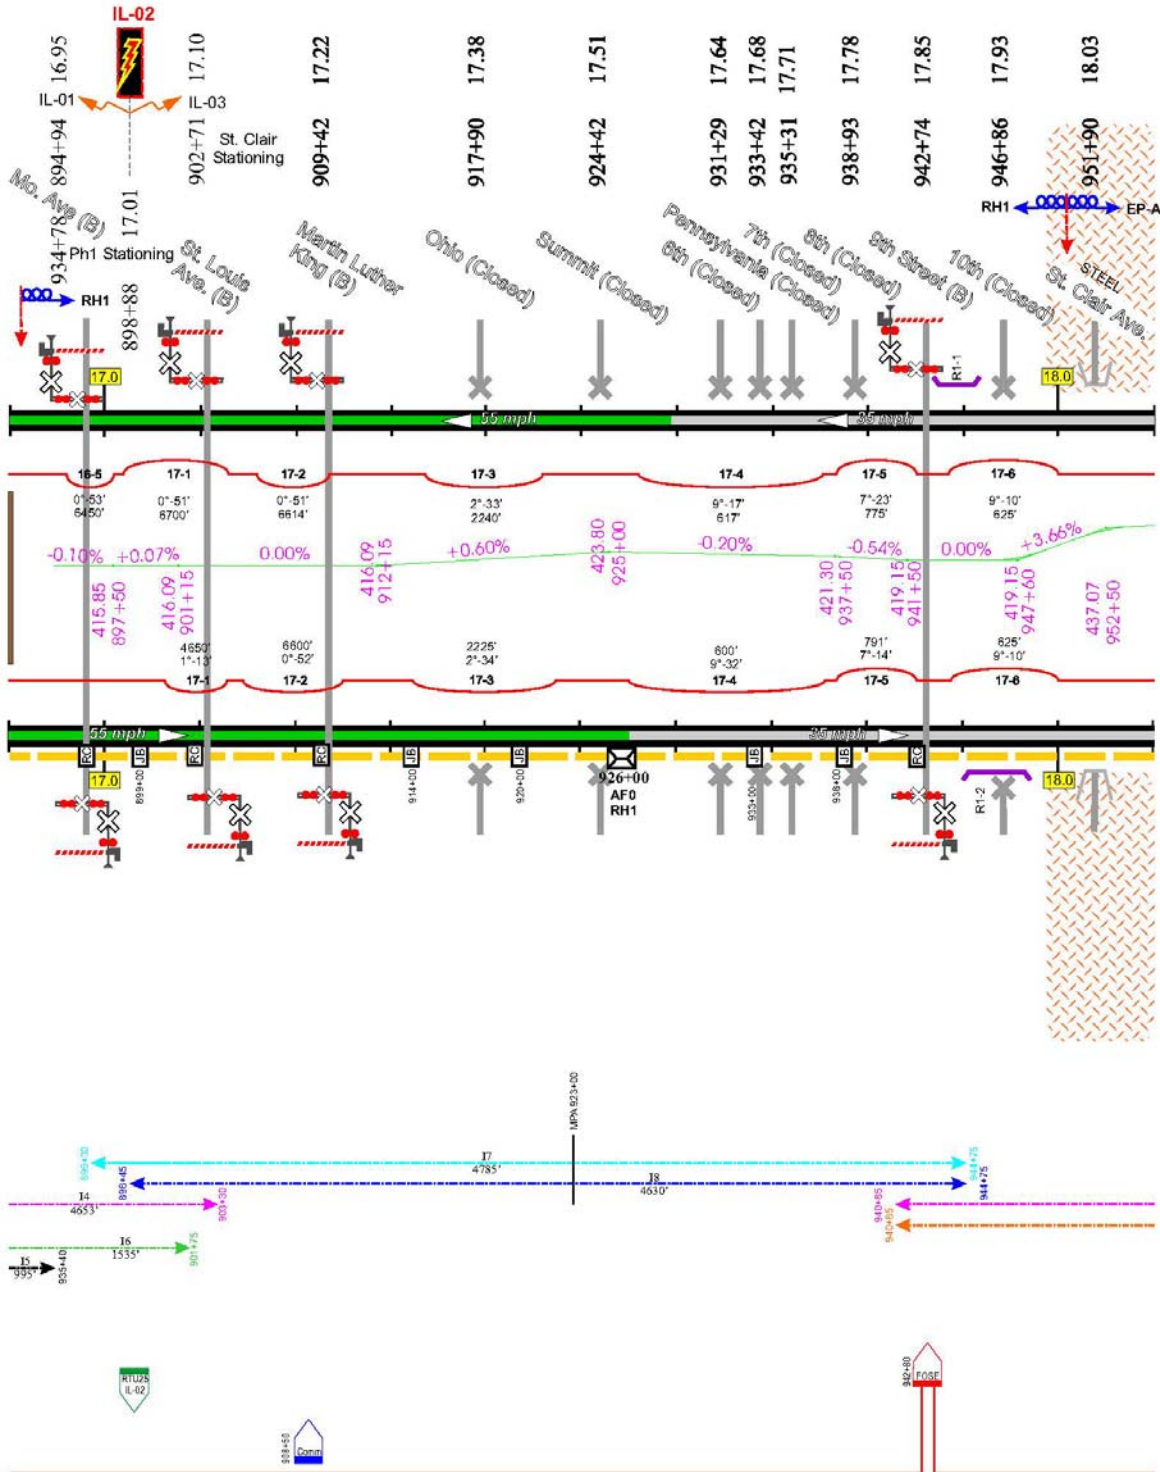 IL-02
16.95
17.10
17.22
17.38
17.51
17.64
17.68
17.71
17.78
17.85
17.93
18.03
IL-01
IL-03
894+94
902+71
St. Clair
Stationing
909+42
917+90
924+42
931+29
933+42
935+31
938+93
942+74
946+86
951+90
Mo. Ave (B)
934+78
17.01
Ph1 Stationing
898+88
St. Louis
Ave. (B)
Martin Luther
King (B)
Ohio (Closed)
Summit (Closed)
Pennsylvania (Closed)
6th (Closed)
7th (Closed)
8th (Closed)
9th Street (B)
10th (Closed)
St. Clair Ave.
STEEL
RH1
EP-A
RH1
R1-1
17.0
18.0
55 mph
35 mph
16-5
17-1
17-2
17-3
17-4
17-5
17-6
0°-53'
6450'
0°-51'
6700'
0°-51'
6614'
2°-33'
2240'
9°-17'
617'
7°-23'
775'
9°-10'
625'
-0.10%
+0.07%
0.00%
+0.60%
-0.20%
-0.54%
0.00%
+3.66%
415.85
897+50
416.09
901+15
416.09
912+15
423.80
925+00
421.30
937+50
419.15
941+50
419.15
947+60
437.07
952+50
4650'
1°-13'
6600'
0°-52'
2225'
2°-34'
600'
9°-32'
791'
7°-14'
625'
9°-10'
17-1
17-2
17-3
17-4
17-5
17-6
55 mph
35 mph
RC
JB
RC
RC
JB
JB
JB
JB
RC
17.0
899+00
914+00
920+00
926+00
AF0
RH1
933+00
938+00
R1-2
18.0
MPA 923+00
I7
4785'
944+75
896+45
I8
4630'
944+75
I4
4653'
940+85
940+85
I6
1535'
901+75
I5
995'
935+40
RTU25
IL-02
908+50
Comm
942+80
FOSE